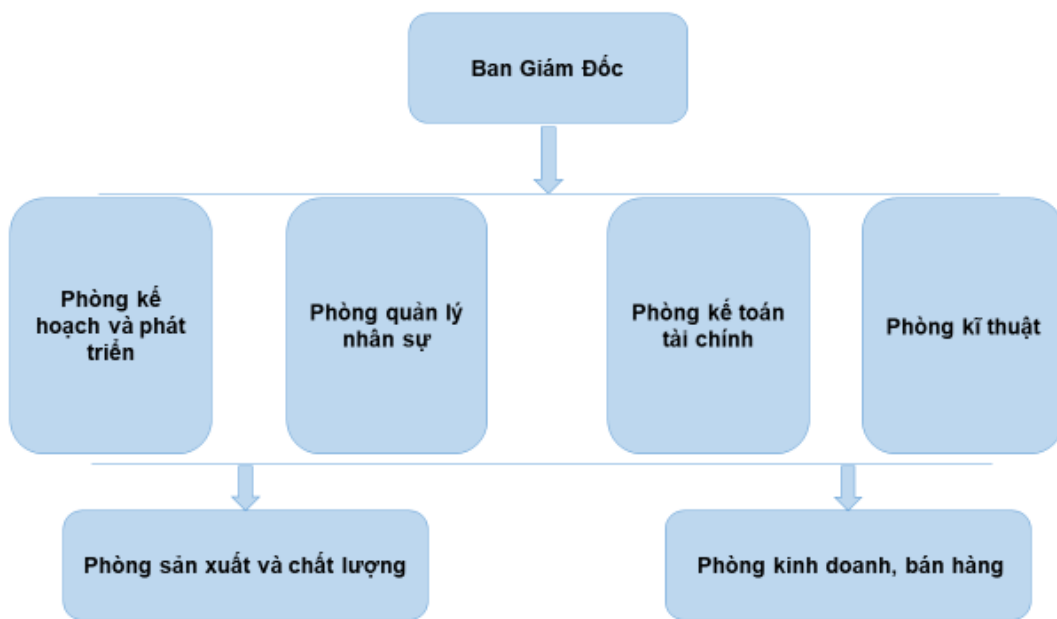 Ban Giám Đốc
Phòng kế
hoạch và phát
triển
Phòng quản lý
nhân sự
Phòng kế toán
tài chính
Phòng kĩ thuật
Phòng sản xuất và chất lượng
Phòng kinh doanh, bán hàng